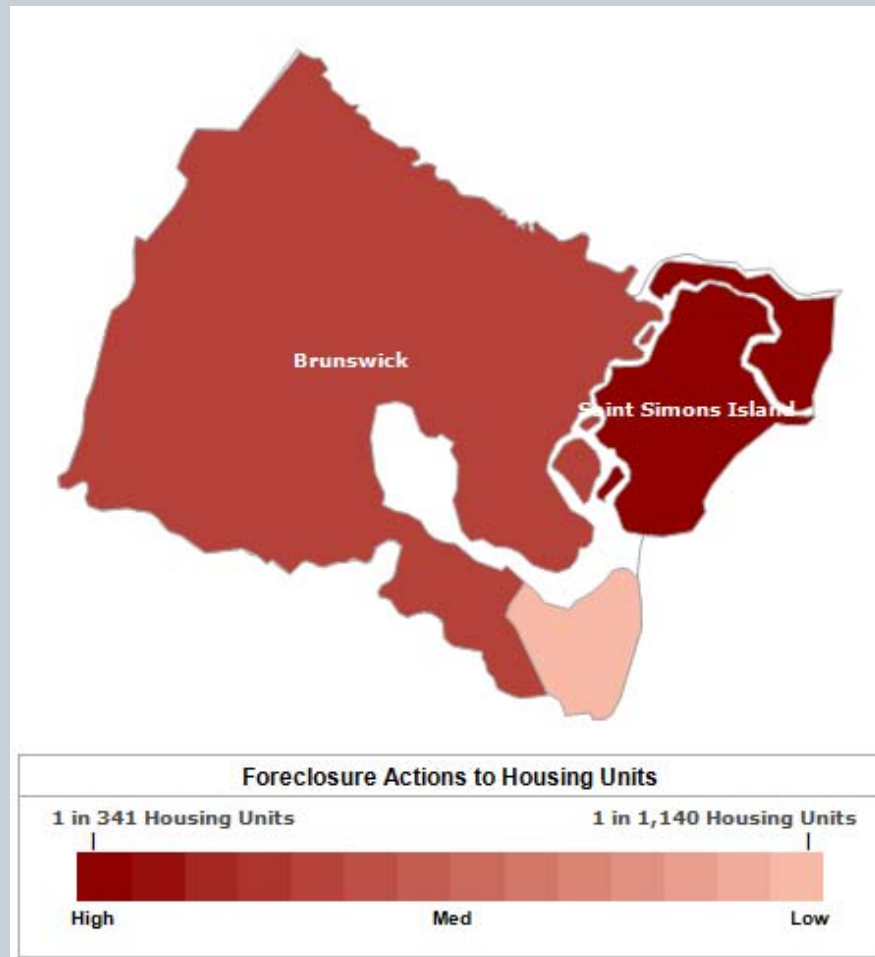 Brunswick
Saint Simons Island
Foreclosure Actions to Housing Units
1 in 341 Housing Units 1 in 1,140 Housing Units
High Med Low